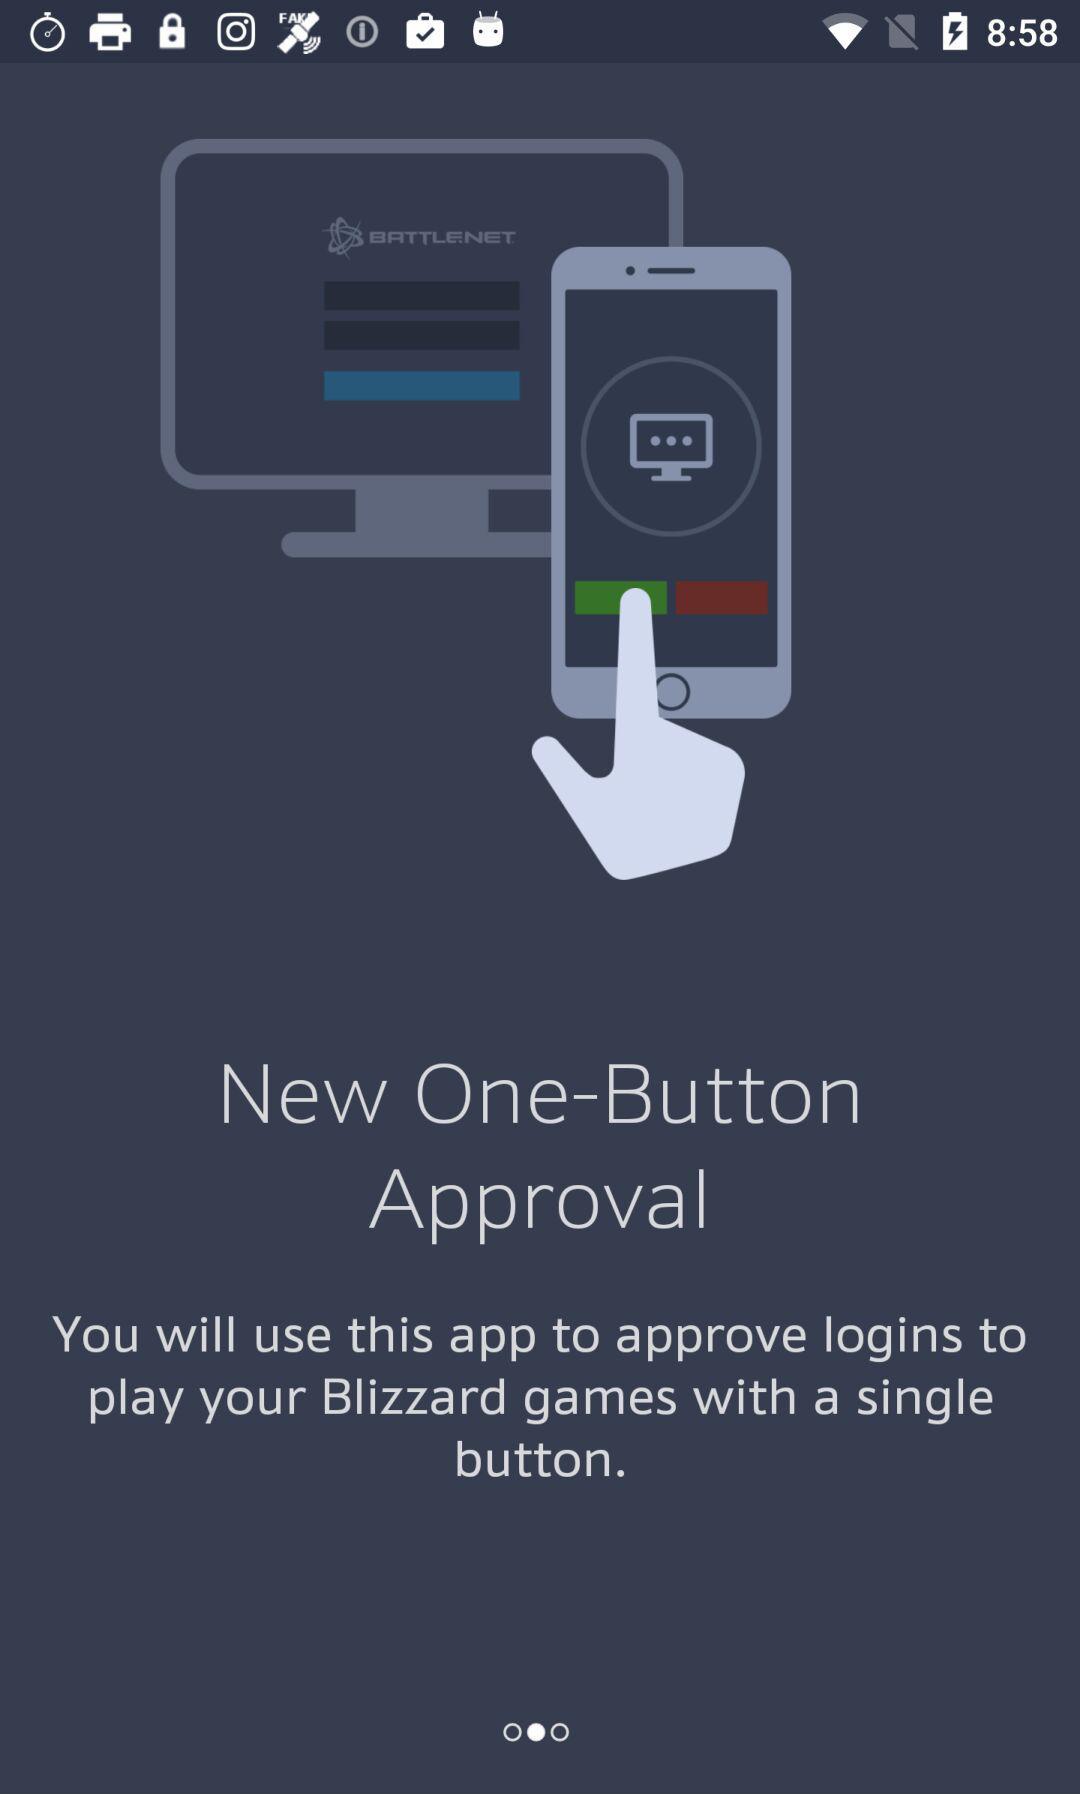 FAKE
8:58
BATTLE.NET
New One-Button
Approval
You will use this app to approve logins to
play your Blizzard games with a single
button.